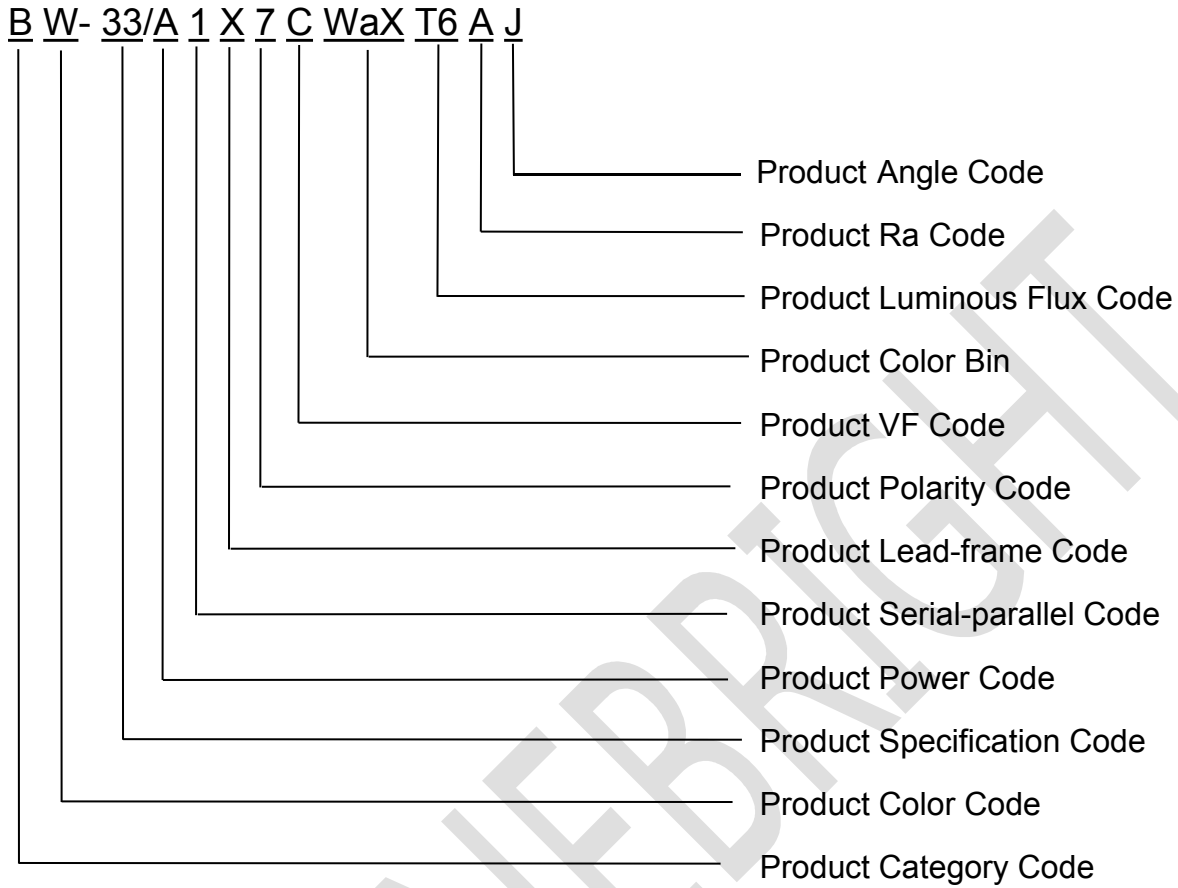 B W- 33/A 1 X 7 C WaX T6 A J
Product Angle Code
Product Ra Code
Product Luminous Flux Code
Product Color Bin
Product VF Code
Product Polarity Code
Product Lead-frame Code
Product Serial-parallel Code
Product Power Code
Product Specification Code
Product Color Code
Product Category Code
NEBRIGHT